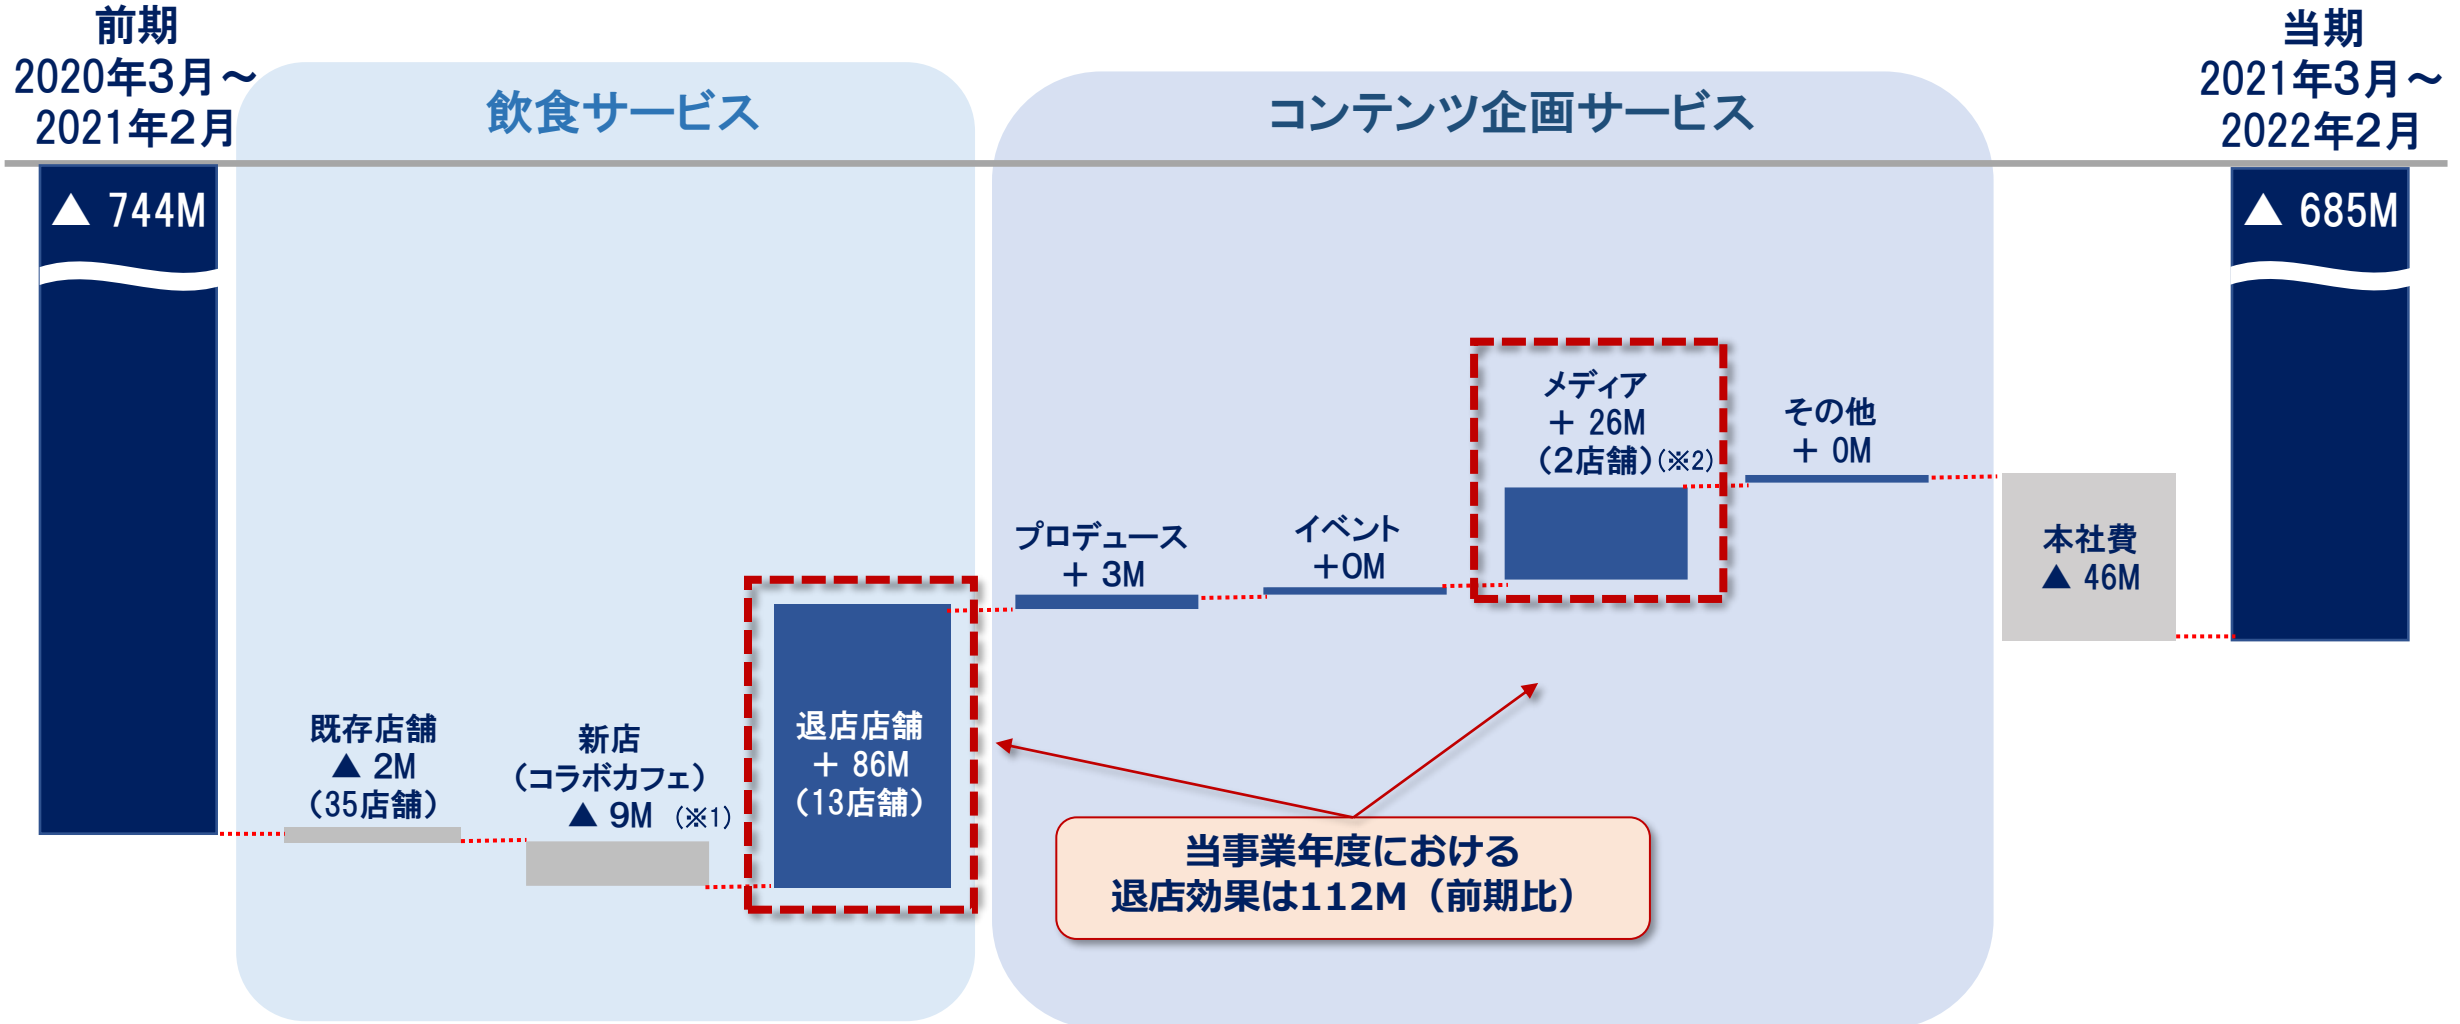 前期
2020年3月～
2021年2月
当期
2021年3月～
2022年2月
飲食サービス
コンテンツ企画サービス
▲ 744M
▲ 685M
既存店舗
▲ 2M
（35店舗）
新店
（コラボカフェ）
▲ 9M （※1）
退店店舗
＋ 86M
（13店舗）
プロデュース
＋ 3M
イベント
＋0M
メディア
＋ 26M
（2店舗）（※2）
その他
＋ 0M
本社費
▲ 46M
当事業年度における
退店効果は112M（前期比）